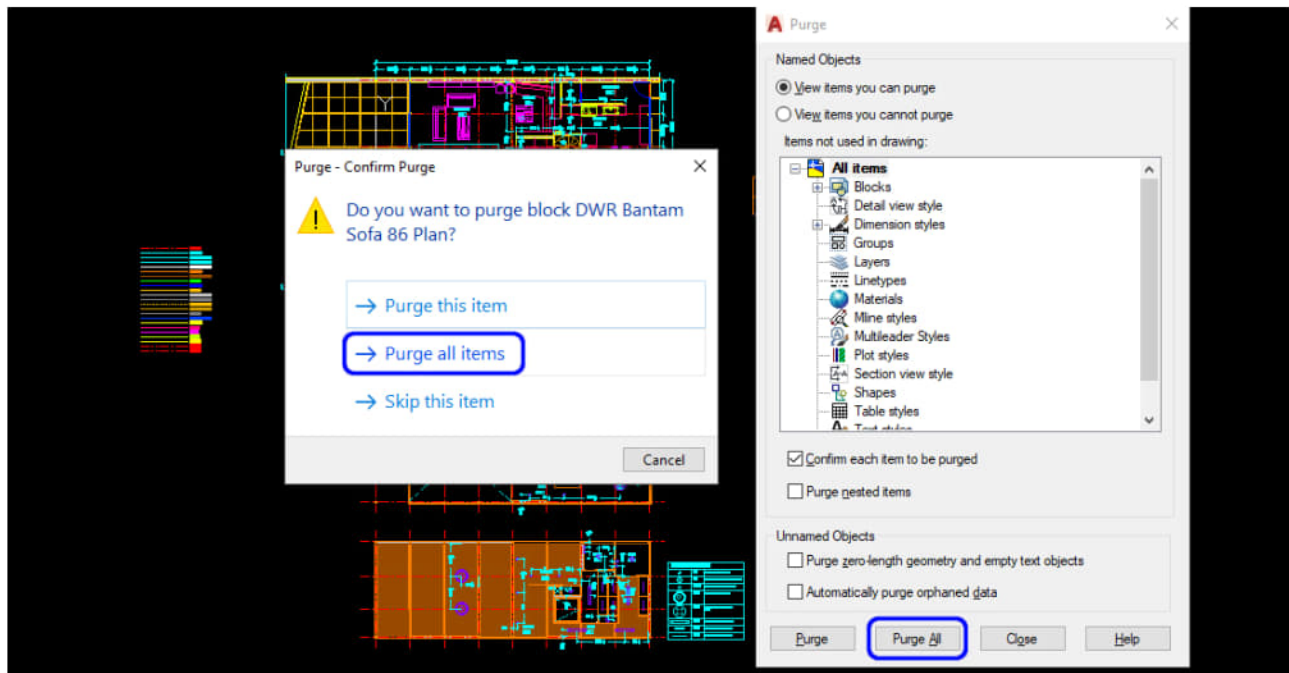 Purge
Named Objects
View items you can purge
View items you cannot purge
Items not used in drawing:
All items
Blocks
Detail view style
Dimension styles
Groups
Layers
Linetypes
Materials
Mline styles
Multileader Styles
Plot styles
Section view style
Shapes
Table styles
Text styles
Confirm each item to be purged
Purge nested items
Unnamed Objects
Purge zero-length geometry and empty text objects
Automatically purge orphaned data
Purge
Purge All
Close
Help
Purge - Confirm Purge
Do you want to purge block DWR Bantam
Sofa 86 Plan?
→ Purge this item
→ Purge all items
→ Skip this item
Cancel
Y